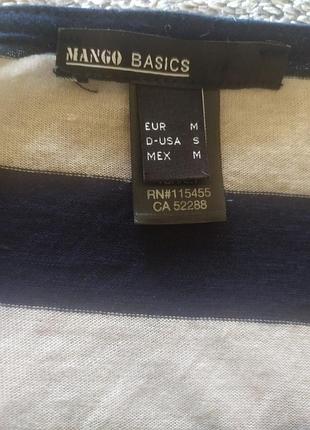 MANGO BASICS
EUR M
D-USA S
MEX M
RN#115455
CA 52288